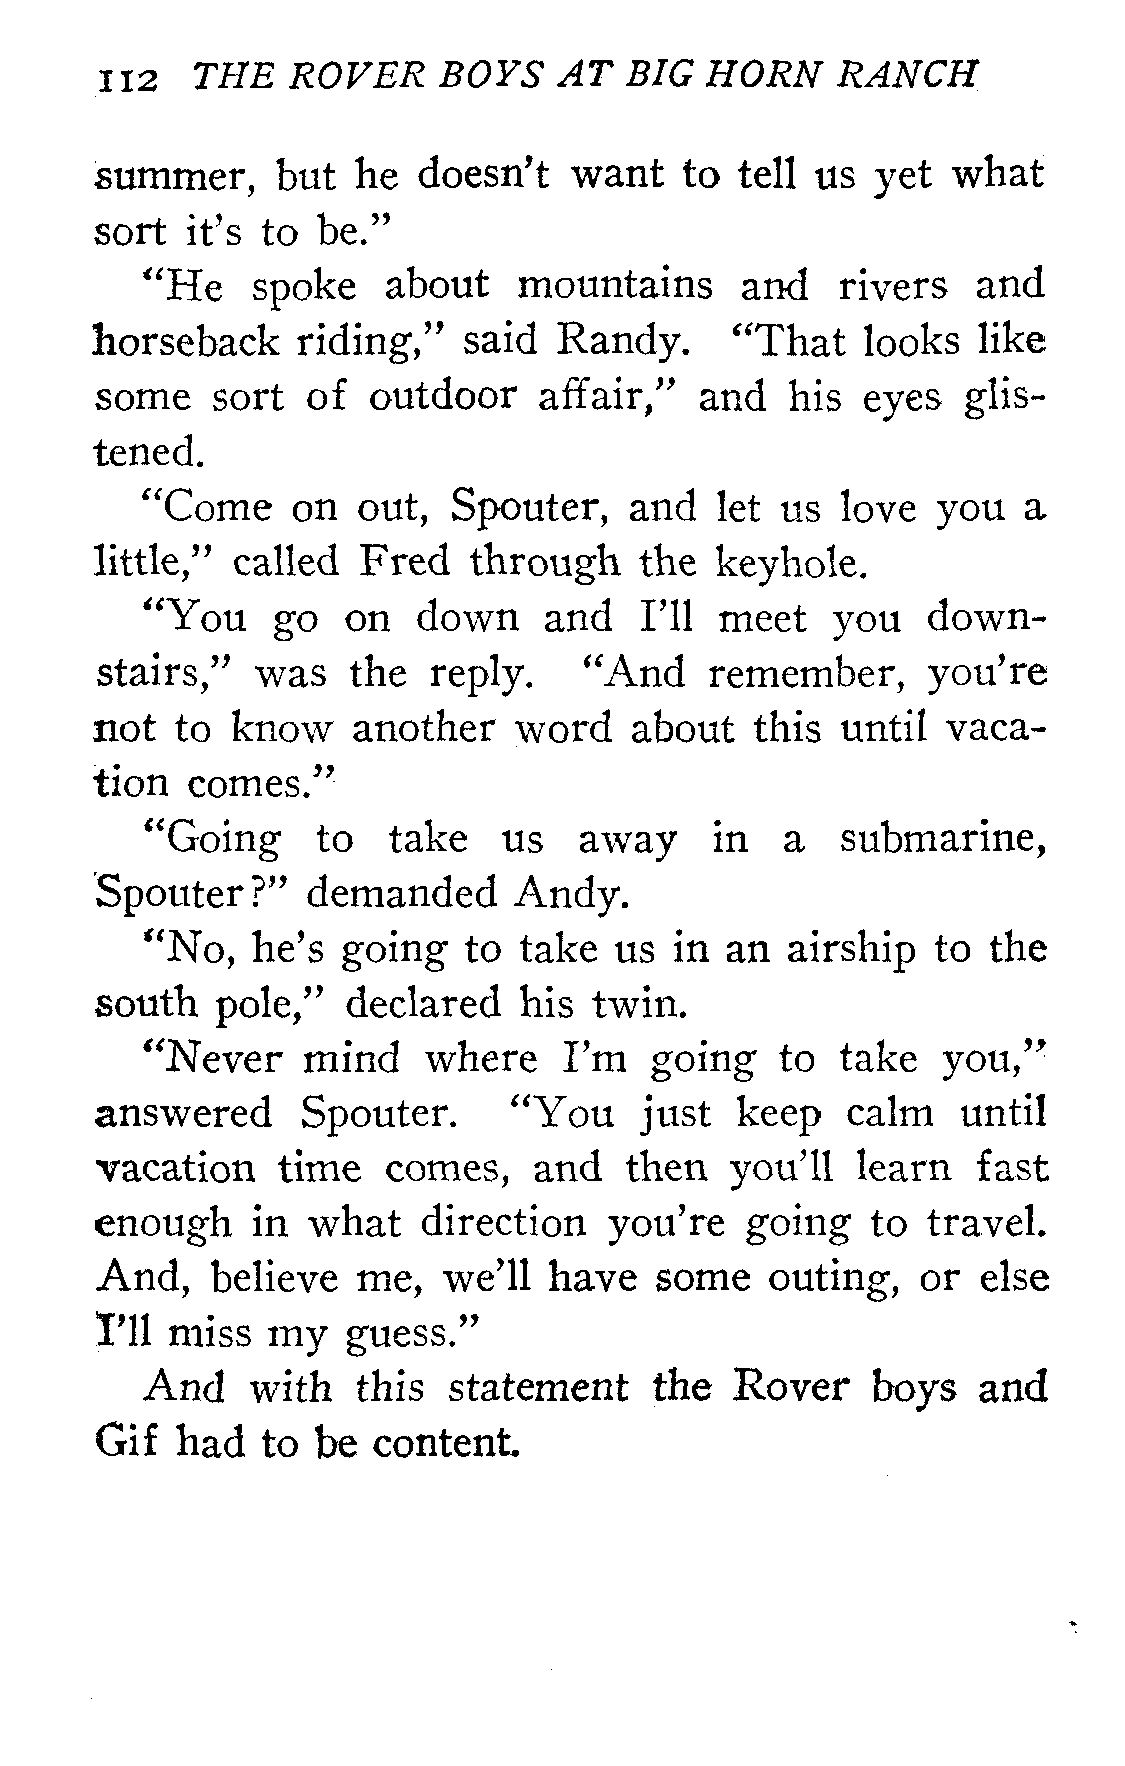 112 THE ROVER BOYS AT BIG HORN RANCH
summer, but he doesn't want to tell us yet what
sort it's to be."
"He spoke about mountains and rivers and
horseback riding," said Randy. "That looks like
some sort of outdoor affair," and his eyes glis-
tened.
"Come on out, Spouter, and let us love you a
little," called Fred through the keyhole.
"You go on down and I'll meet you down-
stairs," was the reply. "And remember, you're
not to know another word about this until vaca-
tion comes."
"Going to take us away in a submarine,
Spouter?" demanded Andy.
"No, he's going to take us in an airship to the
south pole," declared his twin.
"Never mind where I'm going to take you,"
answered Spouter. "You just keep calm until
vacation time comes, and then you'll learn fast
enough in what direction you're going to travel.
And, believe me, we'll have some outing, or else
I'll miss my guess."
And with this statement the Rover boys and
Gif had to be content.